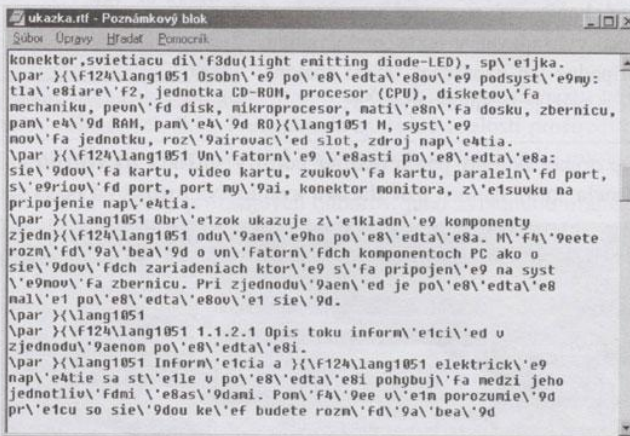 ukazka.rtf - Poznámkový blok
Súbor Úpravy Hľadať Pomocník
konektor,svietiacu di\'f3du(light emitting diode-LED), sp\'e1jka.
\par }{\f124\lang1051 Osobn\'e9 po\'e8\'edta\'e8ov\'e9 podsyst\'e9my:
tla\'e8iare\'f2, jednotka CD-ROM, procesor (CPU), disketov\'fa
mechaniku, pevn\'fd disk, mikroprocesor, mati\'e8n\'fa dosku, zbernicu,
pam\'e4\'9d RAM, pam\'e4\'9d RO}{\lang1051 M, syst\'e9
mov\'fa jednotku, roz\'9airovac\'ed slot, zdroj nap\'e4tia.
\par }{\f124\lang1051 Vn\'fatorn\'e9 \'e8asti po\'e8\'edta\'e8a:
sie\'9dov\'fa kartu, video kartu, zvukov\'fa kartu, paraleln\'fd port,
s\'e9riov\'fd port, port my\'9ai, konektor monitora, z\'e1suvku na
pripojenie nap\'e4tia.
\par }{\lang1051 Obr\'e1zok ukazuje z\'e1kladn\'e9 komponenty
zjedn}{\f124\lang1051 odu\'9aen\'e9ho po\'e8\'edta\'e8a. M\'f4\'9eete
rozm\'fd\'9a\'bea\'9d o vn\'fatorn\'fdch komponentoch PC ako o
sie\'9dov\'fdch zariadeniach ktor\'e9 s\'fa pripojen\'e9 na syst
\'e9mov\'fa zbernicu. Pri zjednodu\'9aen\'ed je po\'e8\'edta\'e8
mal\'e1 po\'e8\'edta\'e8ov\'e1 sie\'9d.
\par }{\lang1051
\par }{\f124\lang1051 1.1.2.1 Opis toku inform\'e1ci\'ed v
zjednodu\'9aenom po\'e8\'edta\'e8i.
\par }{\lang1051 Inform\'e1cia a }{\f124\lang1051 elektrick\'e9
nap\'e4tie sa st\'e1le v po\'e8\'edta\'e8i pohybuj\'fa medzi jeho
jednotliv\'fdmi \'e8as\'9dami. Pom\'f4\'9ee v\'e1m porozumie\'9d
pr\'e1cu so sie\'9dou ke\'ef budete rozm\'fd\'9a\'bea\'9d